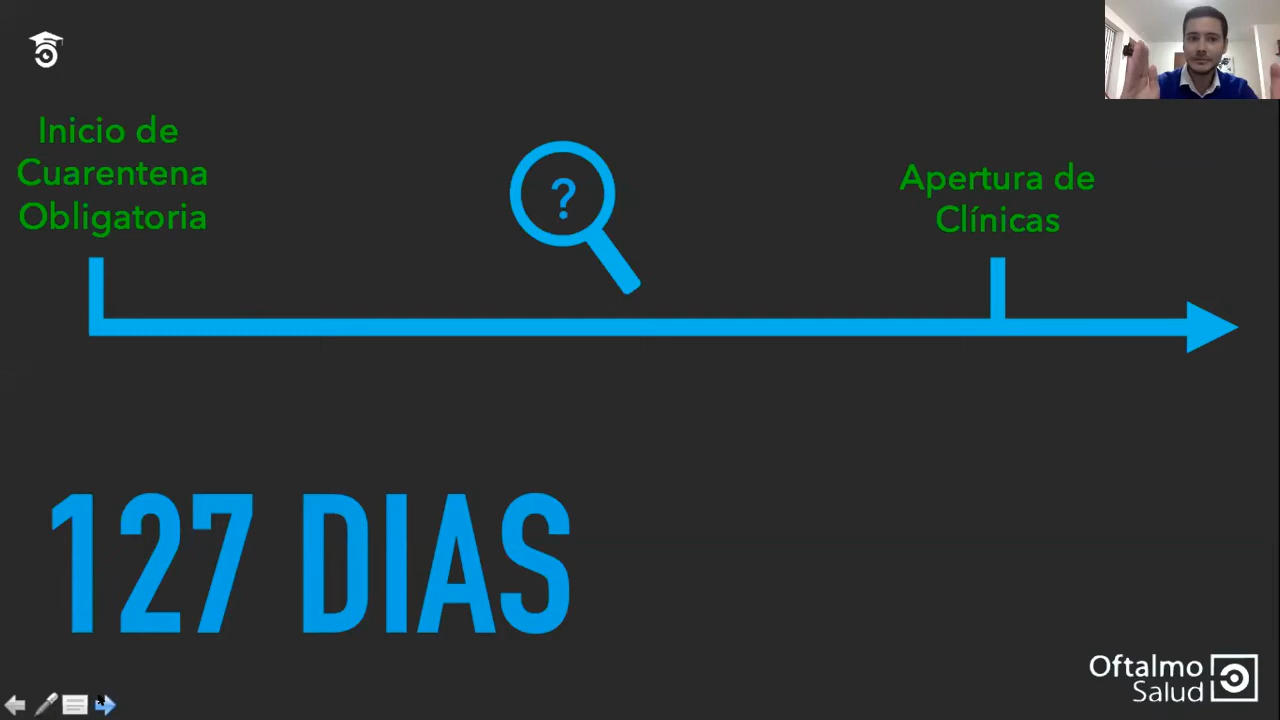 Inicio de
Cuarentena
Obligatoria
?
Apertura de
Clínicas
127 DIAS
Oftalmo
Salud